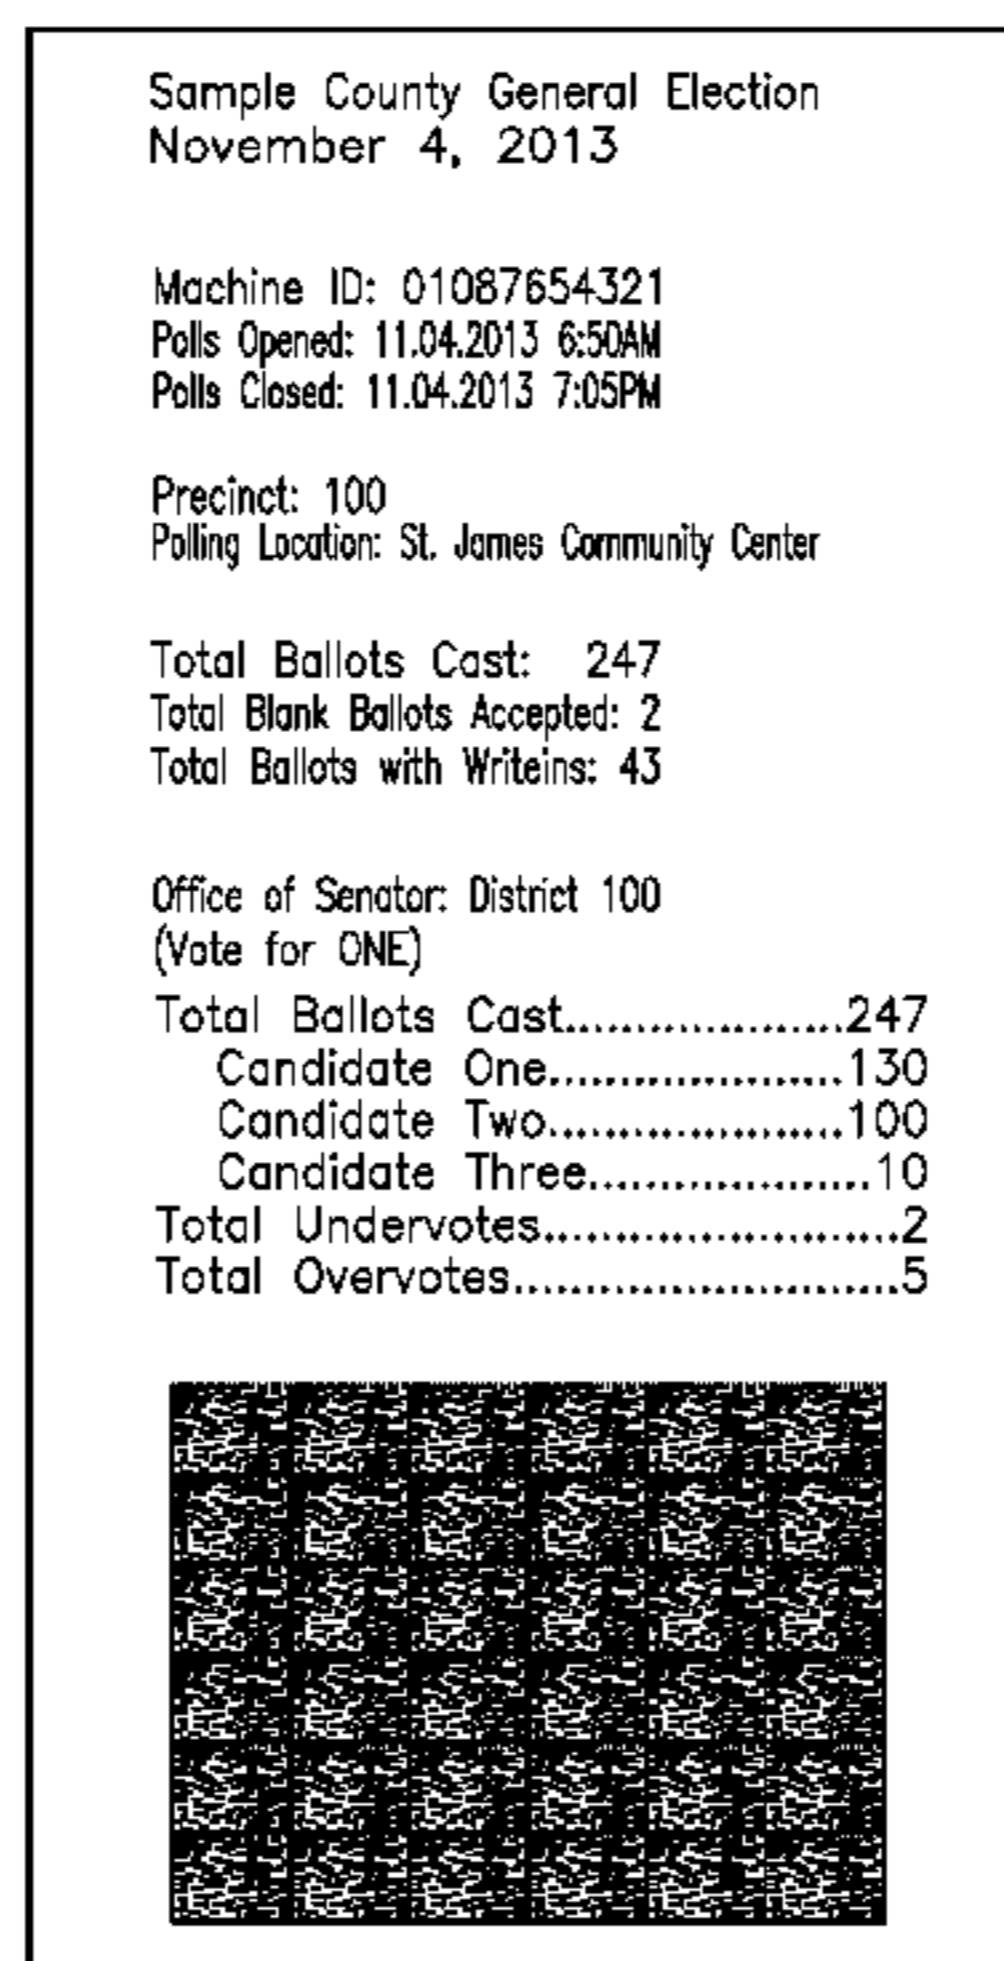 Sample County General Election
November 4, 2013
Machine ID: 01087654321
Polls Opened: 11.04.2013 6:50AM
Polls Closed: 11.04.2013 7:05PM
Precinct: 100
Polling Location: St. James Community Center
Total Ballots Cast: 247
Total Blank Ballots Accepted: 2
Total Ballots with Writeins: 43
Office of Senator: District 100
(Vote for ONE)
Total Ballots Cast....................247
Candidate One.....................130
Candidate Two.....................100
Candidate Three....................10
Total Undervotes.........................2
Total Overvotes...........................5